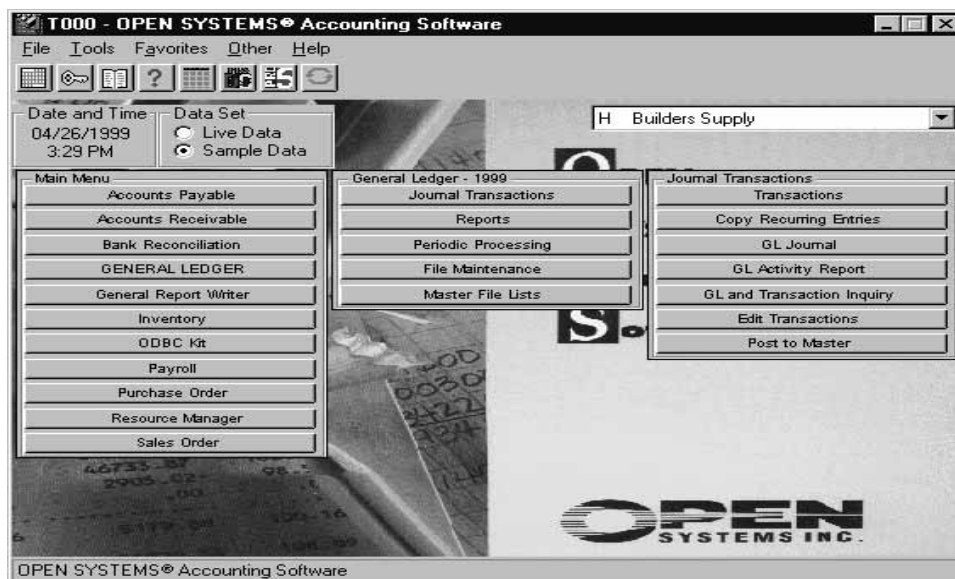 T000 - OPEN SYSTEMS® Accounting Software
File Tools Favorites Other Help
Date and Time
04/26/1999
3:29 PM
Data Set
Live Data
Sample Data
H Builders Supply
Main Menu
Accounts Payable
Accounts Receivable
Bank Reconciliation
GENERAL LEDGER
General Report Writer
Inventory
ODBC Kit
Payroll
Purchase Order
Resource Manager
Sales Order
General Ledger - 1999
Journal Transactions
Reports
Periodic Processing
File Maintenance
Master File Lists
Journal Transactions
Transactions
Copy Recurring Entries
GL Journal
GL Activity Report
GL and Transaction Inquiry
Edit Transactions
Post to Master
OPEN
SYSTEMS INC.
OPEN SYSTEMS® Accounting Software